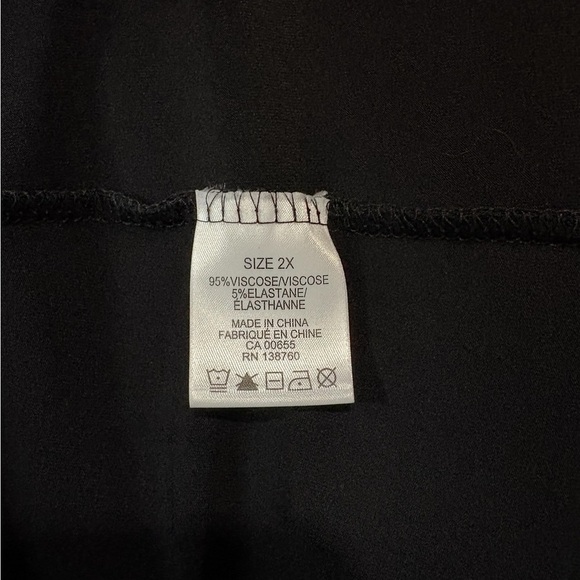 SIZE 2X
95%VISCOSE/VISCOSE
5%ELASTANE/
ÉLASTHANNE
MADE IN CHINA
FABRIQUÉ EN CHINE
CA 00655
RN 138760